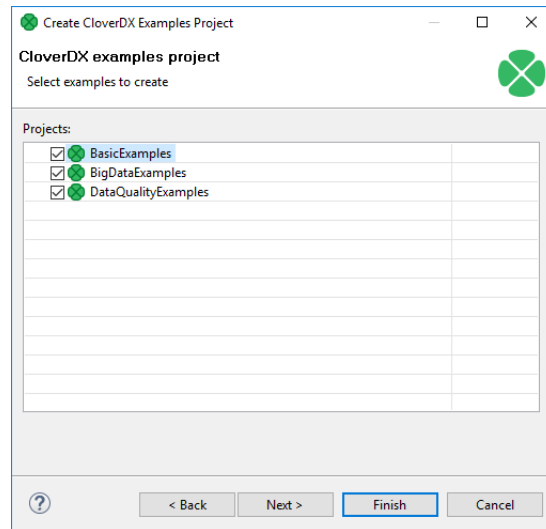 Create CloverDX Examples Project
CloverDX examples project
Select examples to create
Projects:
BasicExamples
BigDataExamples
DataQualityExamples
?
< Back
Next >
Finish
Cancel